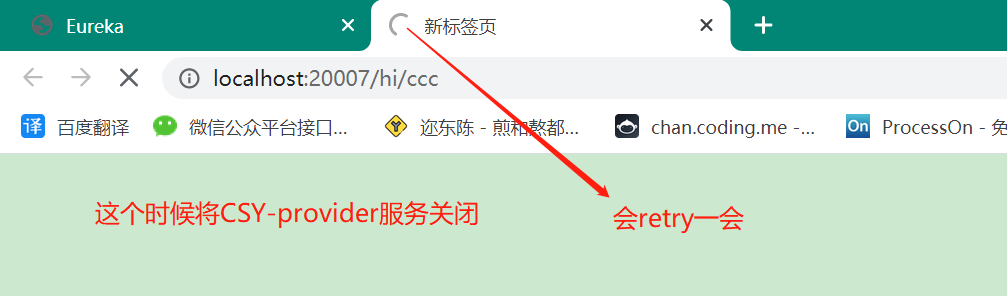 Eureka
新标签页
localhost:20007/hi/ccc
译 百度翻译
微信公众平台接口...
迩东陈 - 煎和熬都...
chan.coding.me -...
On ProcessOn - 免
这个时候将CSY-provider服务关闭
会retry一会